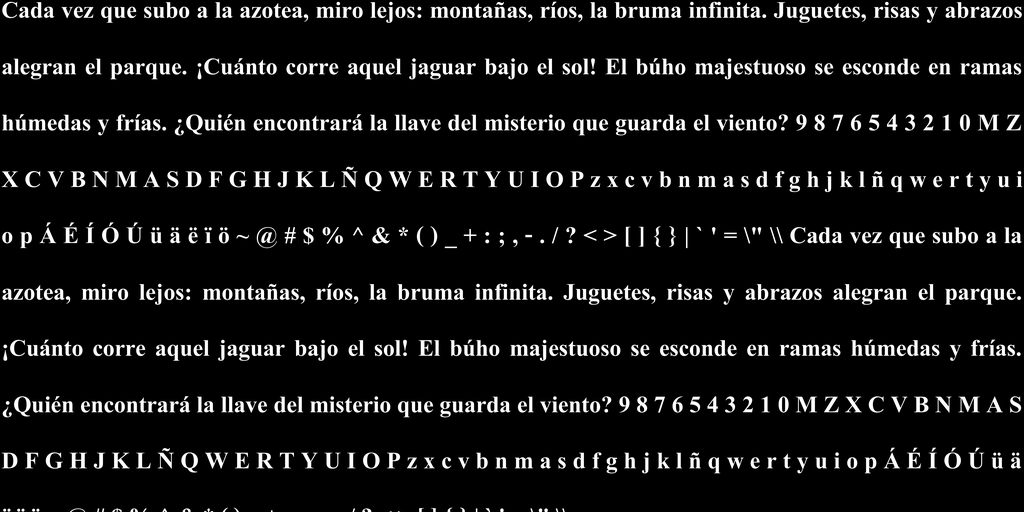 Cada vez que subo a la azotea, miro lejos: montañas, ríos, la bruma infinita. Juguetes, risas y abrazos
alegran el parque. ¡Cuánto corre aquel jaguar bajo el sol! El búho majestuoso se esconde en ramas
húmedas y frías. ¿Quién encontrará la llave del misterio que guarda el viento? 9 8 7 6 5 4 3 2 1 0 M Z
X C V B N M A S D F G H J K L Ñ Q W E R T Y U I O P z x c v b n m a s d f g h j k l ñ q w e r t y u i
o p Á É Í Ó Ú ü ä ë ï ö ~ @ # $ % ^ & * ( ) _ + : ; , - . / ? < > [ ] { } | ` ' = \" \\ Cada vez que subo a la
azotea, miro lejos: montañas, ríos, la bruma infinita. Juguetes, risas y abrazos alegran el parque.
¡Cuánto corre aquel jaguar bajo el sol! El búho majestuoso se esconde en ramas húmedas y frías.
¿Quién encontrará la llave del misterio que guarda el viento? 9 8 7 6 5 4 3 2 1 0 M Z X C V B N M A S
D F G H J K L Ñ Q W E R T Y U I O P z x c v b n m a s d f g h j k l ñ q w e r t y u i o p Á É Í Ó Ú ü ä